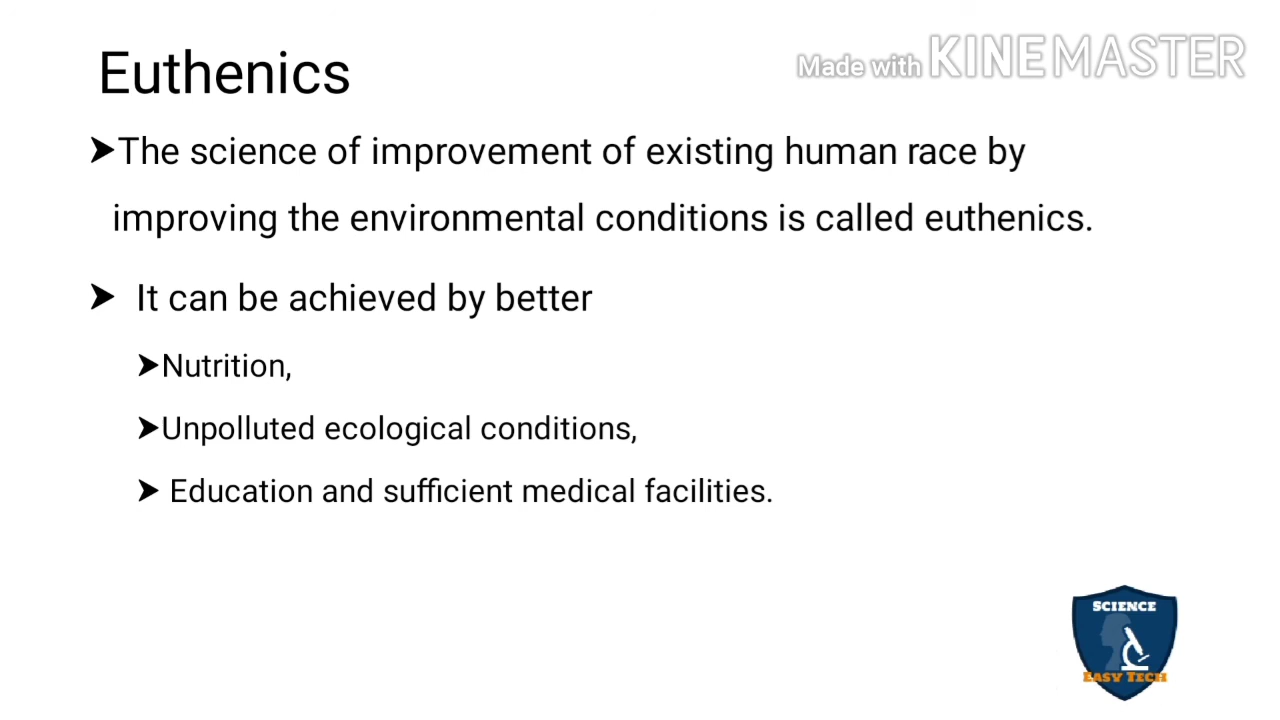 Euthenics
Made with KINEMASTER
➤The science of improvement of existing human race by
improving the environmental conditions is called euthenics.
➤ It can be achieved by better
➤Nutrition,
➤Unpolluted ecological conditions,
➤ Education and sufficient medical facilities.
SCIENCE
EASY TECH